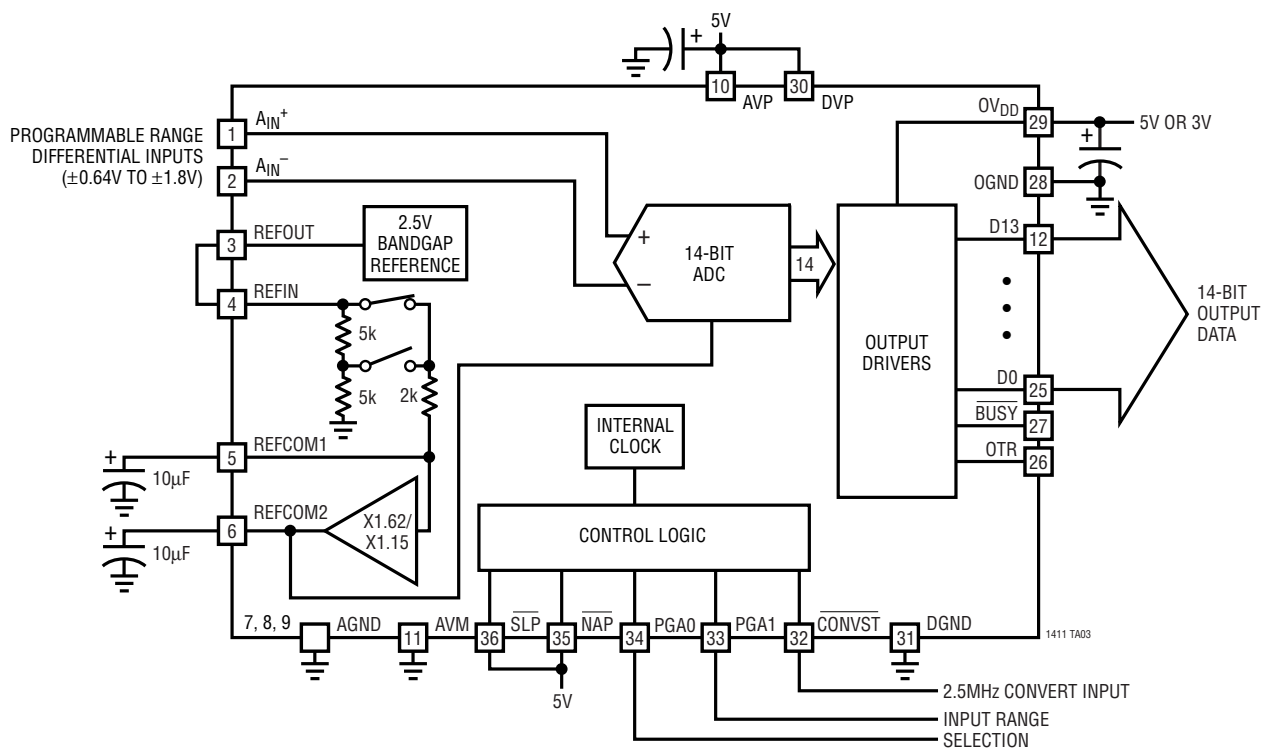 5V
10
AVP
30
DVP
OVDD
29
5V OR 3V
PROGRAMMABLE RANGE
DIFFERENTIAL INPUTS
(±0.64V TO ±1.8V)
1
AIN+
2
AIN−
+
OGND
28
3
REFOUT
2.5V
BANDGAP
REFERENCE
+
−
14-BIT
ADC
14
D13
12
4
REFIN
5k
5k
2k
OUTPUT
DRIVERS
14-BIT
OUTPUT
DATA
D0
25
BUSY
27
OTR
26
INTERNAL
CLOCK
5
REFCOM1
+
10µF
6
REFCOM2
+
10µF
X1.62/
X1.15
CONTROL LOGIC
7, 8, 9
AGND
11
AVM
36
SLP
35
NAP
34
PGA0
33
PGA1
32
CONVST
31
DGND
1411 TA03
5V
2.5MHz CONVERT INPUT
INPUT RANGE
SELECTION
+